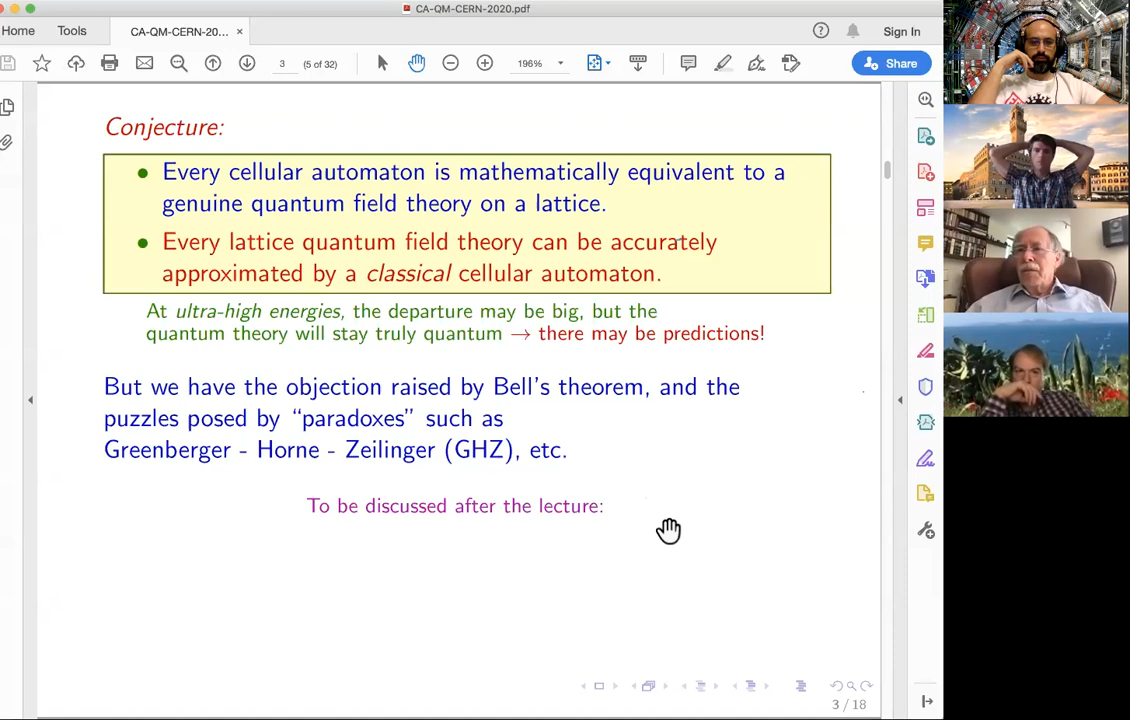 CA-QM-CERN-2020.pdf
Home
Tools
CA-QM-CERN-20... ×
Sign In
3
(5 of 32)
196%
Share
Conjecture:
• Every cellular automaton is mathematically equivalent to a
genuine quantum field theory on a lattice.
• Every lattice quantum field theory can be accurately
approximated by a classical cellular automaton.
At ultra-high energies, the departure may be big, but the
quantum theory will stay truly quantum → there may be predictions!
But we have the objection raised by Bell's theorem, and the
puzzles posed by “paradoxes” such as
Greenberger - Horne - Zeilinger (GHZ), etc.
To be discussed after the lecture:
3 / 18